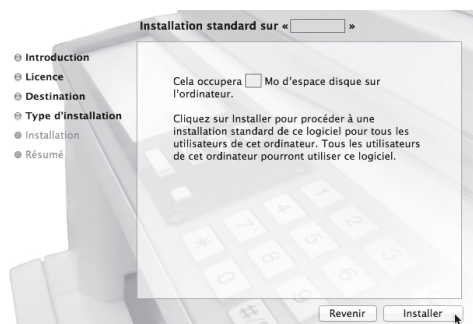 Installation standard sur « »
Introduction
Licence
Destination
Type d'installation
Installation
Résumé
Cela occupera Mo d'espace disque sur
l'ordinateur.
Cliquez sur Installer pour procéder à une
installation standard de ce logiciel pour tous les
utilisateurs de cet ordinateur. Tous les utilisateurs
de cet ordinateur pourront utiliser ce logiciel.
Revenir Installer